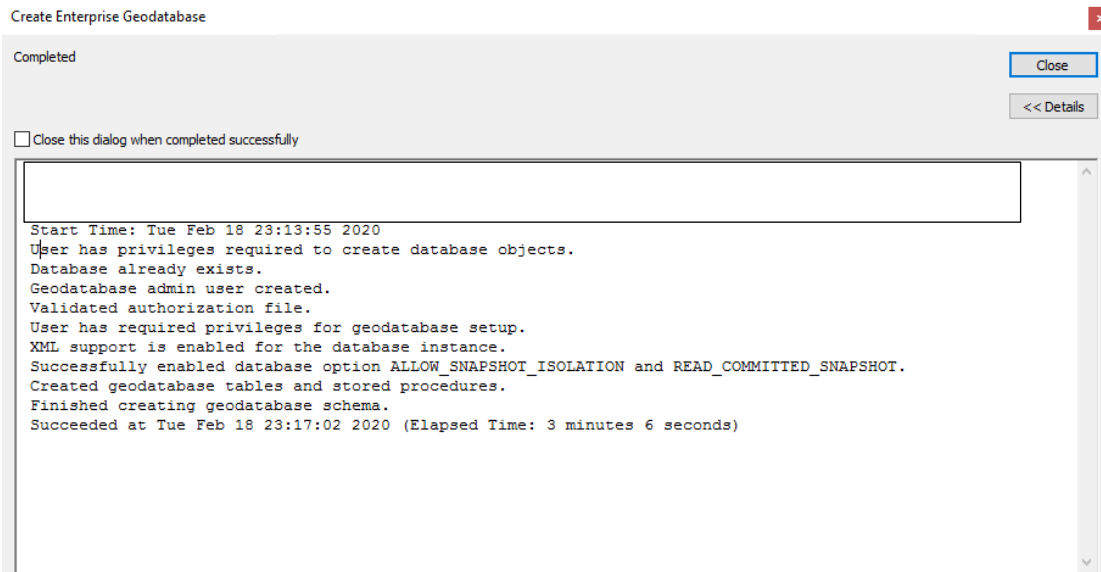 Create Enterprise Geodatabase
Completed
Close
<< Details
Close this dialog when completed successfully
Start Time: Tue Feb 18 23:13:55 2020
User has privileges required to create database objects.
Database already exists.
Geodatabase admin user created.
Validated authorization file.
User has required privileges for geodatabase setup.
XML support is enabled for the database instance.
Successfully enabled database option ALLOW_SNAPSHOT_ISOLATION and READ_COMMITTED_SNAPSHOT.
Created geodatabase tables and stored procedures.
Finished creating geodatabase schema.
Succeeded at Tue Feb 18 23:17:02 2020 (Elapsed Time: 3 minutes 6 seconds)